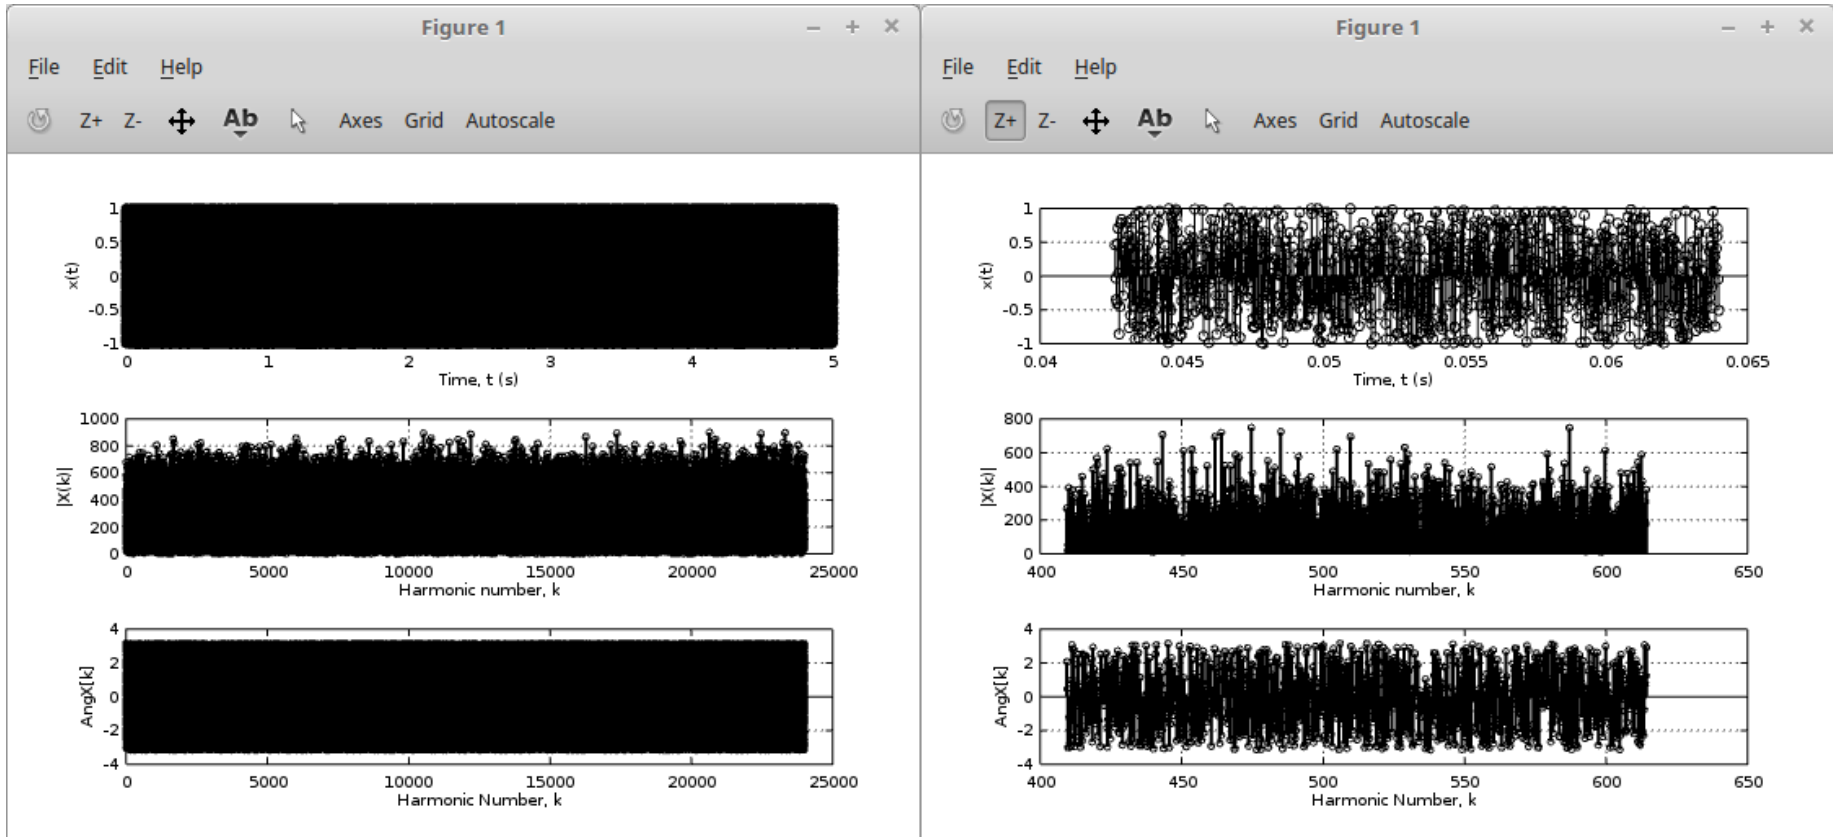 Figure 1
– + ×
File Edit Help
Z+ Z- Ab Axes Grid Autoscale
1
0.5
0
-0.5
-1
x(t)
0 1 2 3 4 5
Time, t (s)
1000
800
600
400
200
0
|X(k)|
0 5000 10000 15000 20000 25000
Harmonic number, k
4
2
0
-2
-4
AngX[k]
0 5000 10000 15000 20000 25000
Harmonic Number, k
Figure 1
– + ×
File Edit Help
Z+ Z- Ab Axes Grid Autoscale
1
0.5
0
-0.5
-1
x(t)
0.04 0.045 0.05 0.055 0.06 0.065
Time, t (s)
800
600
400
200
0
|X(k)|
400 450 500 550 600 650
Harmonic number, k
4
2
0
-2
-4
AngX[k]
400 450 500 550 600 650
Harmonic Number, k